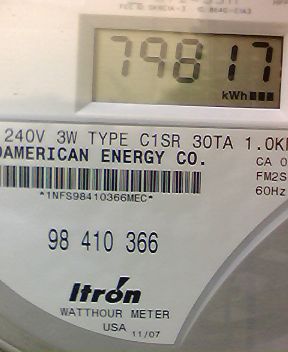 79817
kWh
240V 3W TYPE C1SR 30TA 1.0K
AMERICAN ENERGY CO.
CA 0
FM2S
60Hz
*1NFS98410366MEC*
98 410 366
Itrón
WATTHOUR METER
USA 11/07